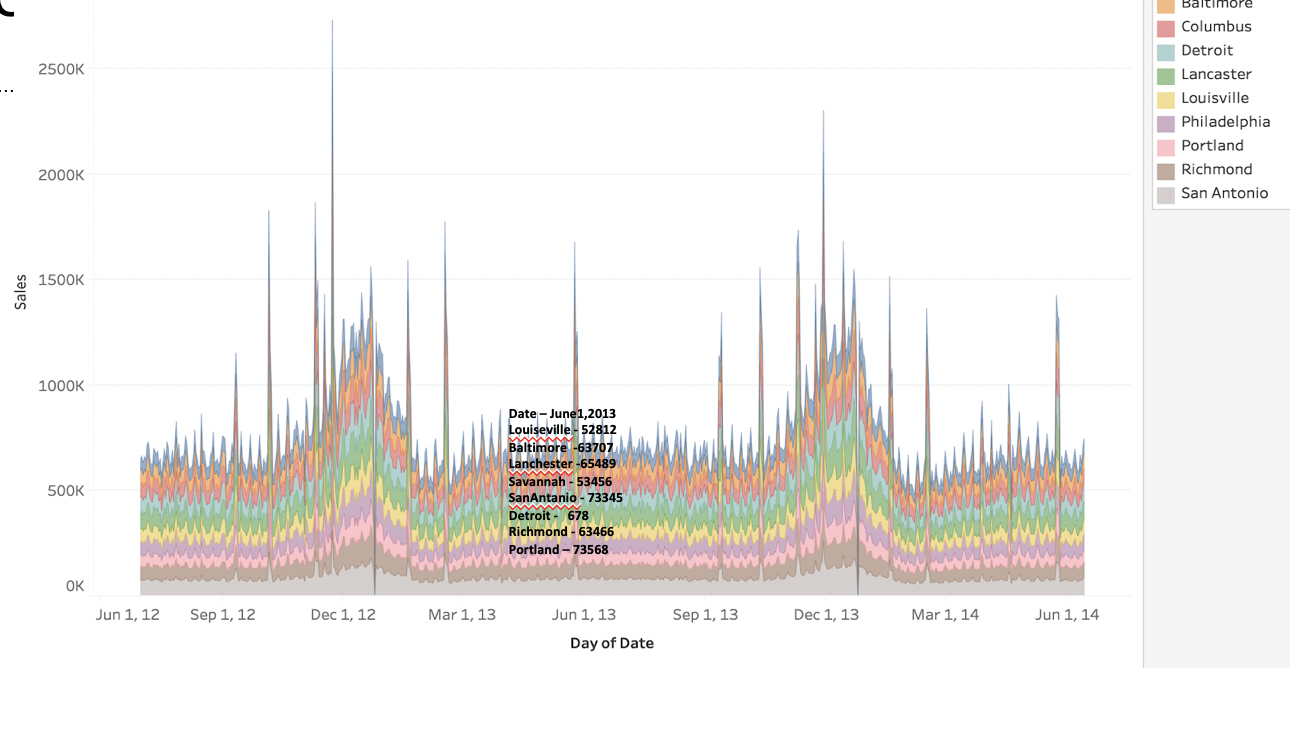 Baltimore
Columbus
Detroit
Lancaster
Louisville
Philadelphia
Portland
Richmond
San Antonio
2500K
2000K
1500K
1000K
500K
0K
Sales
Date – June1,2013
Louiseville - 52812
Baltimore -63707
Lanchester -65489
Savannah - 53456
SanAntanio - 73345
Detroit - 678
Richmond - 63466
Portland – 73568
Jun 1, 12 Sep 1, 12 Dec 1, 12 Mar 1, 13 Jun 1, 13 Sep 1, 13 Dec 1, 13 Mar 1, 14 Jun 1, 14
Day of Date